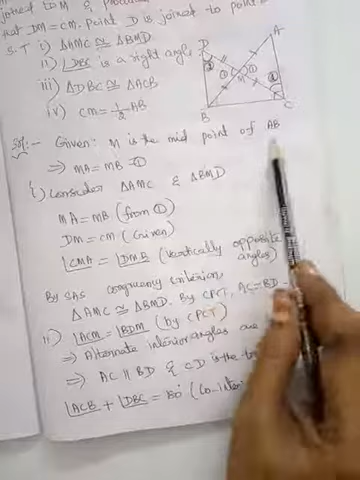 joined to M & produced
that DM = CM. Point D is joined to point
S.T i) ΔAMC ≅ ΔBMD
ii) ∠DBC is a right angle
iii) ΔDBC ≅ ΔACB
iv) CM = 1/2 AB
D
A
M
B
C
Sol:- Given: M is the mid point of AB
⇒ MA = MB – ①
i) Consider ΔAMC & ΔBMD
MA = MB (from ①)
DM = CM (Given)
∠CMA = ∠DMB (Vertically opposite angles)
By SAS congruency criterion,
ΔAMC ≅ ΔBMD. By CPCT, AC = BD –
ii) ∠ACM = ∠BDM (by CPCT)
⇒ Alternate interior angles are
⇒ AC ∥ BD & CD is the
∠ACB + ∠DBC = 180° (Co-